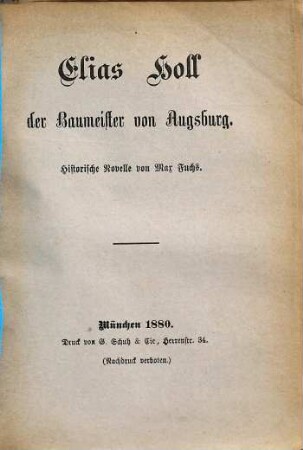 Elias Holl
der Baumeister von Augsburg.
Historische Novelle von Max Fuchs.
München 1880.
Druck von G. Schuh & Cie, Herrenstr. 34.
(Nachdruck verboten.)